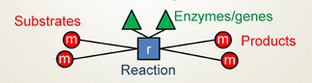 Substrates
Enzymes/genes
m
m
r
m
m
Products
Reaction